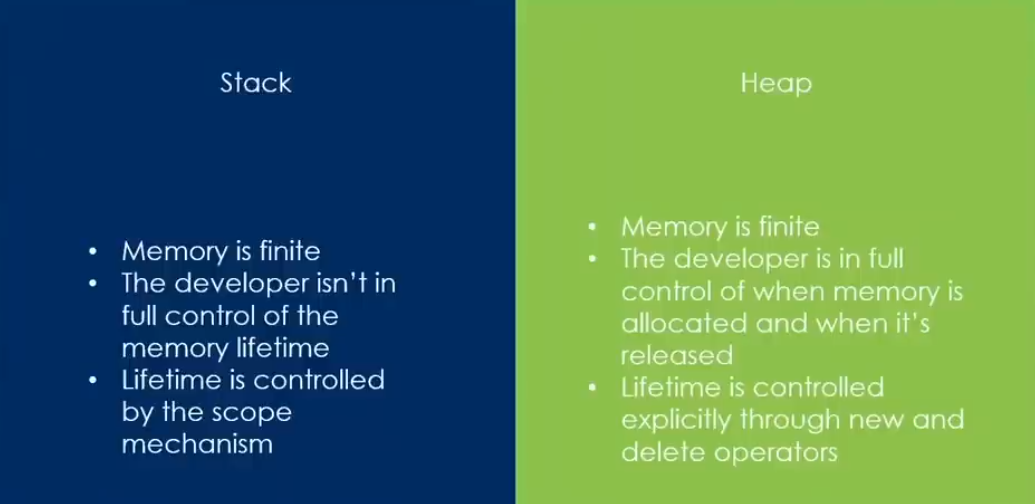 Stack
• Memory is finite
• The developer isn't in
full control of the
memory lifetime
• Lifetime is controlled
by the scope
mechanism
Heap
• Memory is finite
• The developer is in full
control of when memory is
allocated and when it's
released
• Lifetime is controlled
explicitly through new and
delete operators